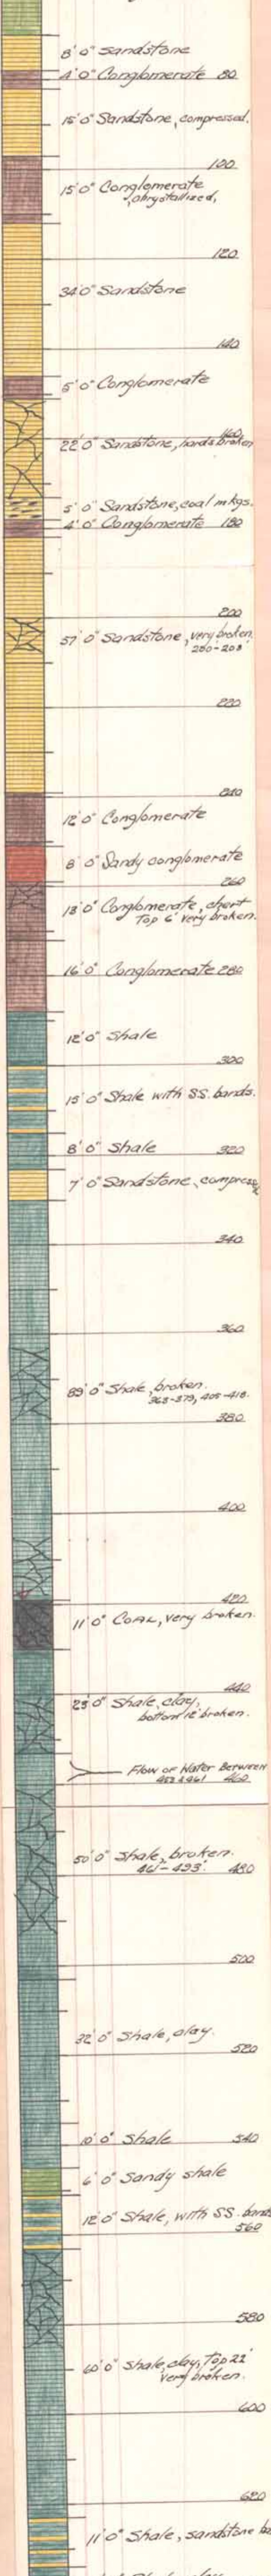 8' 0" Sandstone
4' 0" Conglomerate 80
15' 0" Sandstone, compressed.
100
15' 0" Conglomerate
, chrystallized,
120
34' 0" Sandstone
140
5' 0" Conglomerate
160
22' 0" Sandstone, hard & broken
5' 0" Sandstone, coal mkgs.
4' 0" Conglomerate 180
200
57' 0" Sandstone, very broken.
200-208'
220
240
12' 0" Conglomerate
8' 0" Sandy conglomerate
260
13' 0" Conglomerate, chert
Top 6' very broken.
16' 0" Conglomerate 280
12' 0" Shale
300
15' 0" Shale with SS. bands.
8' 0" Shale 320
7' 0" Sandstone, compressed
340
360
89' 0" Shale, broken.
363-379, 405-418.
380
400
420
11' 0" COAL, very broken.
440
23' 0" Shale, clay,
bottom 12' broken.
Flow of Water Between
453 & 461 460
50' 0" Shale, broken.
461-493'. 480
500
32' 0" Shale, clay.
520
10' 0" Shale 540
6' 0" Sandy shale
12' 0" Shale, with SS. bands
560
580
60' 0" Shale, clay, Top 22'
very broken.
600
620
11' 0" Shale, sandstone ba